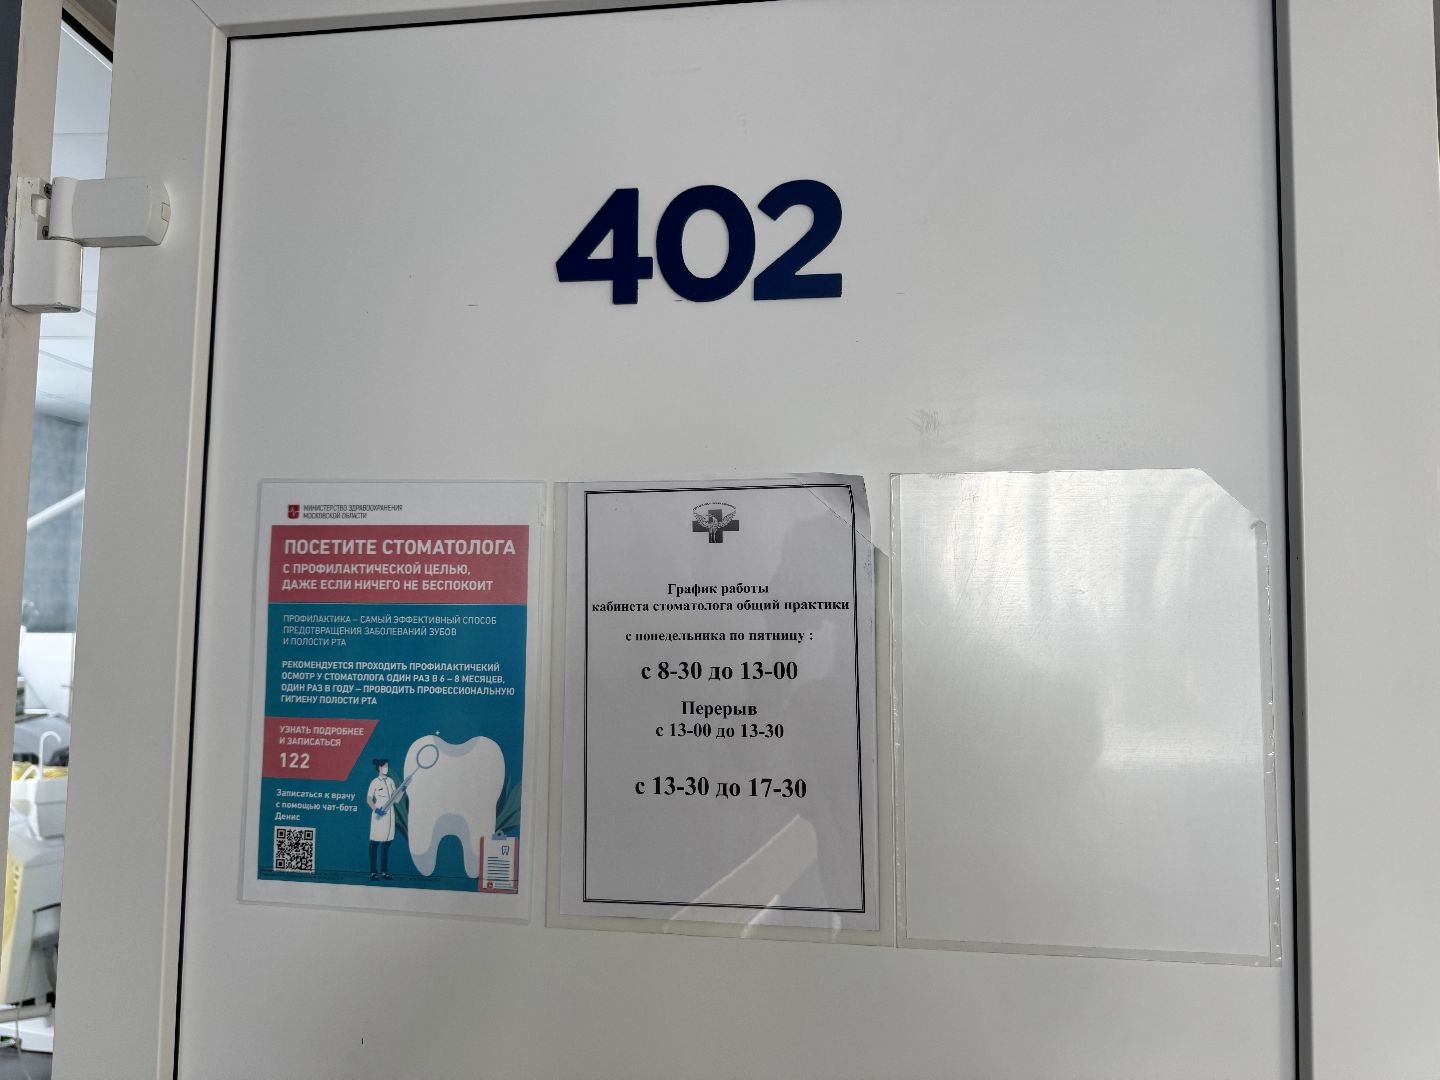 402
МИНИСТЕРСТВО ЗДРАВООХРАНЕНИЯ
МОСКОВСКОЙ ОБЛАСТИ
ПОСЕТИТЕ СТОМАТОЛОГА
С ПРОФИЛАКТИЧЕСКОЙ ЦЕЛЬЮ,
ДАЖЕ ЕСЛИ НИЧЕГО НЕ БЕСПОКОИТ
ПРОФИЛАКТИКА – САМЫЙ ЭФФЕКТИВНЫЙ СПОСОБ
ПРЕДОТВРАЩЕНИЯ ЗАБОЛЕВАНИЙ ЗУБОВ
И ПОЛОСТИ РТА
РЕКОМЕНДУЕТСЯ ПРОХОДИТЬ ПРОФИЛАКТИЧЕКИЙ
ОСМОТР У СТОМАТОЛОГА ОДИН РАЗ В 6 – 8 МЕСЯЦЕВ,
ОДИН РАЗ В ГОДУ – ПРОВОДИТЬ ПРОФЕССИОНАЛЬНУЮ
ГИГИЕНУ ПОЛОСТИ РТА
УЗНАТЬ ПОДРОБНЕЕ
И ЗАПИСАТЬСЯ
122
Записаться к врачу
с помощью чат-бота
Денис
График работы
кабинета стоматолога общий практики
с понедельника по пятницу :
с 8-30 до 13-00
Перерыв
с 13-00 до 13-30
с 13-30 до 17-30